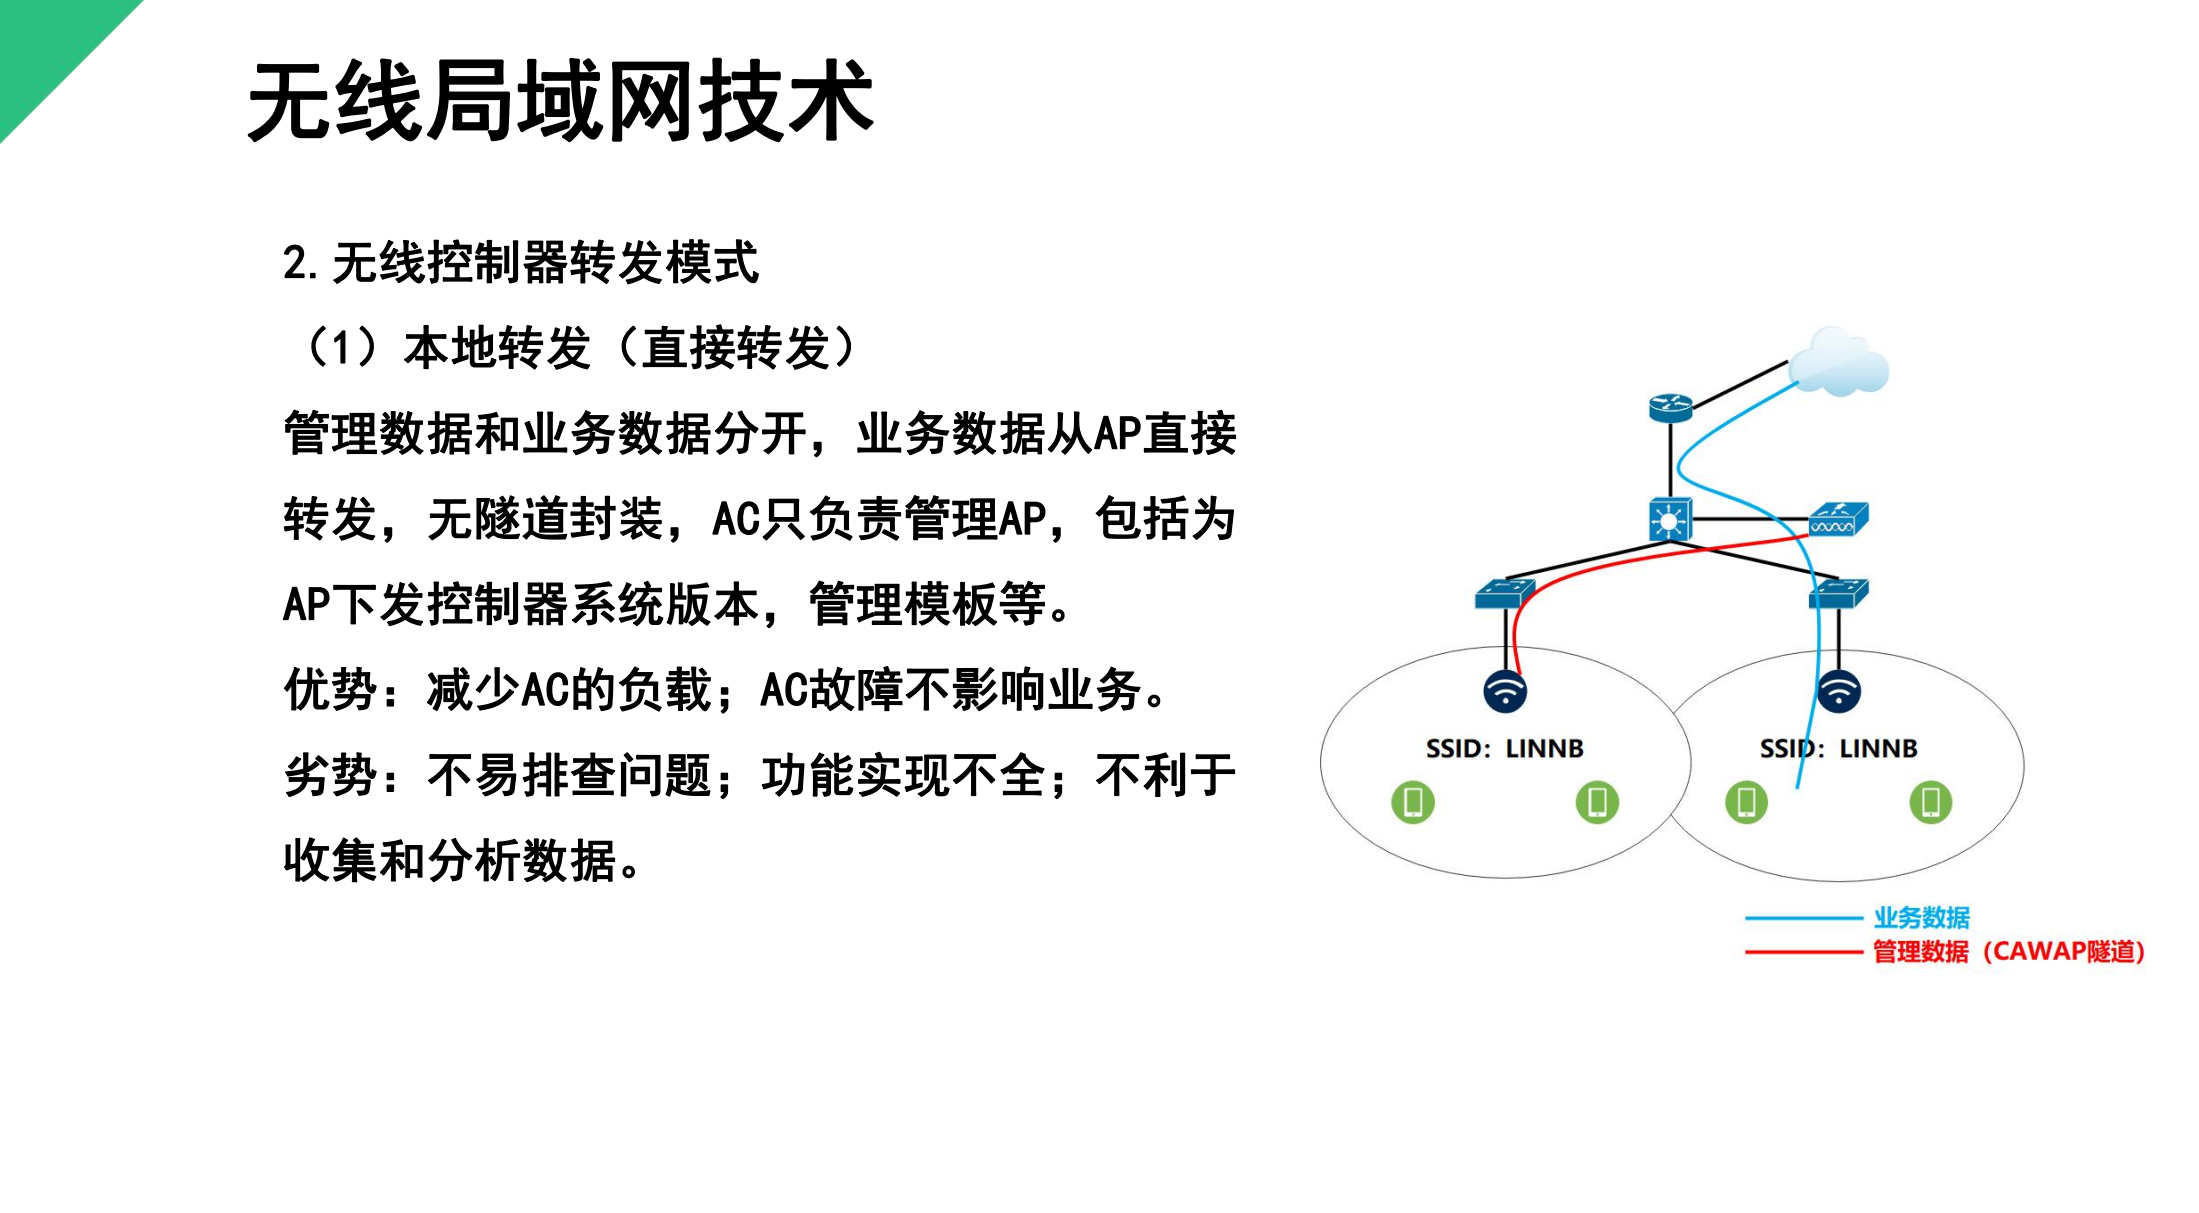 无线局域网技术
2.无线控制器转发模式
（1）本地转发（直接转发）
管理数据和业务数据分开，业务数据从AP直接
转发，无隧道封装，AC只负责管理AP，包括为
AP下发控制器系统版本，管理模板等。
优势：减少AC的负载；AC故障不影响业务。
劣势：不易排查问题；功能实现不全；不利于
收集和分析数据。
SSID：LINNB
SSID：LINNB
业务数据
管理数据（CAWAP隧道）